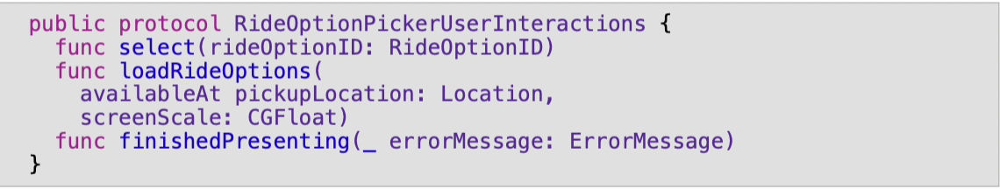 public protocol RideOptionPickerUserInteractions {
  func select(rideOptionID: RideOptionID)
  func loadRideOptions(
    availableAt pickupLocation: Location,
    screenScale: CGFloat)
  func finishedPresenting(_ errorMessage: ErrorMessage)
}